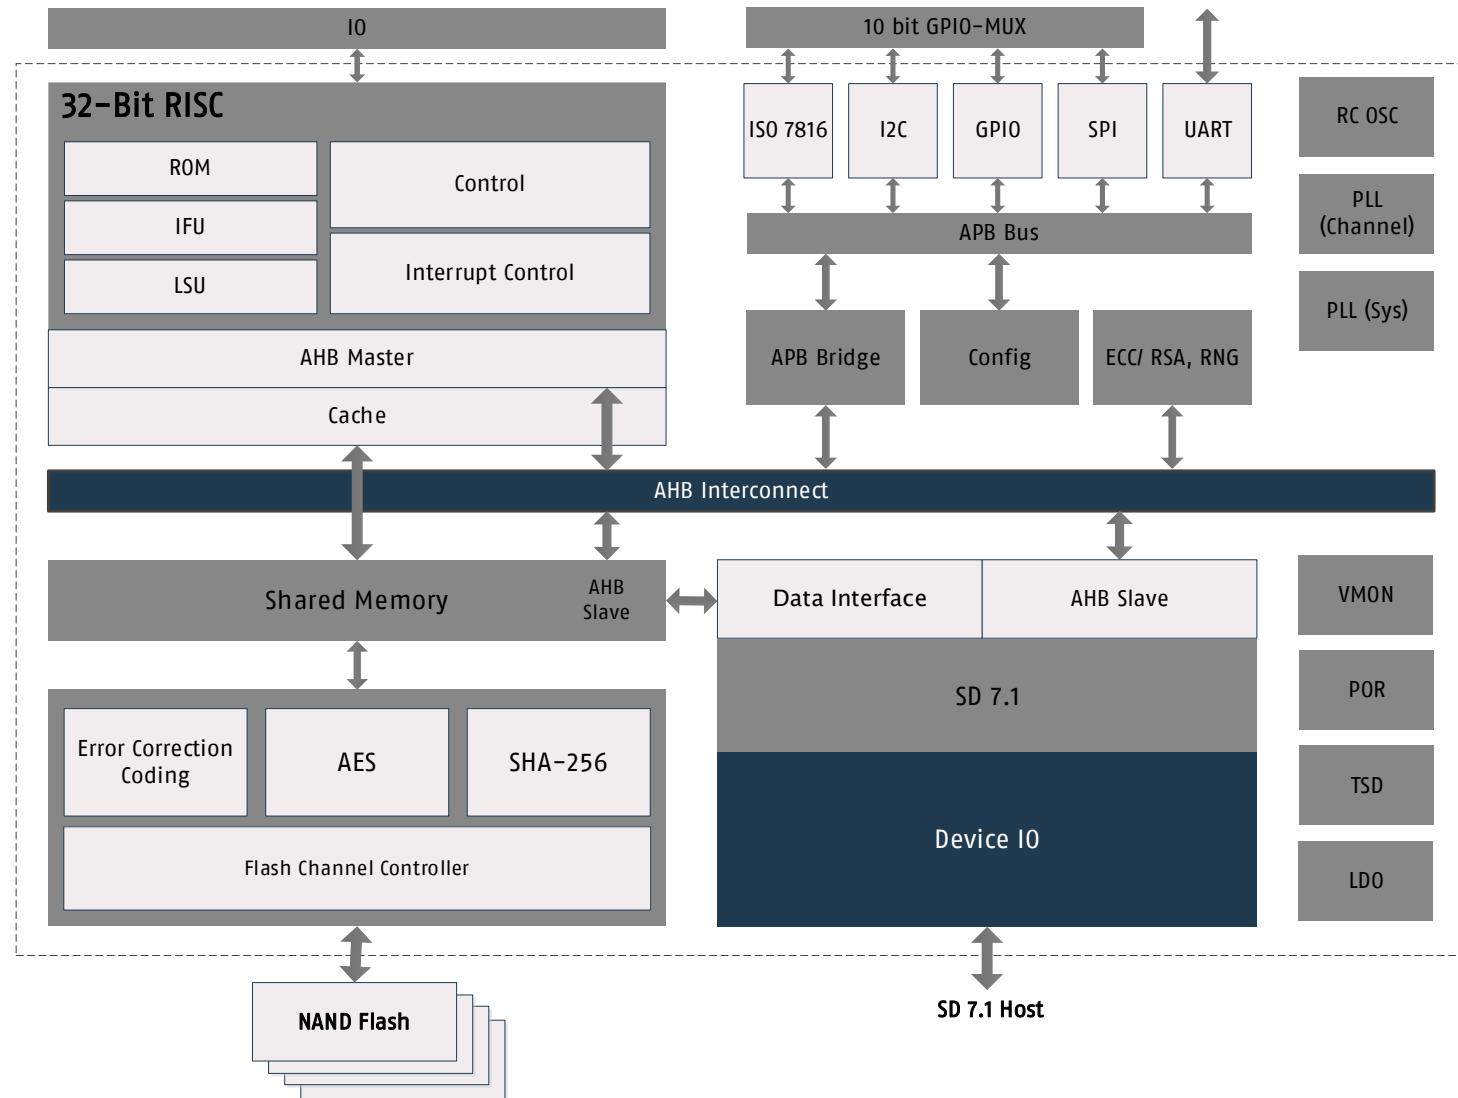 IO
10 bit GPIO-MUX
32-Bit RISC
ROM
IFU
LSU
Control
Interrupt Control
AHB Master
Cache
ISO 7816
I2C
GPIO
SPI
UART
APB Bus
APB Bridge
Config
ECC/ RSA, RNG
RC OSC
PLL
(Channel)
PLL (Sys)
AHB Interconnect
Shared Memory
AHB
Slave
Data Interface
AHB Slave
SD 7.1
Device IO
Error Correction
Coding
AES
SHA-256
Flash Channel Controller
VMON
POR
TSD
LDO
NAND Flash
SD 7.1 Host